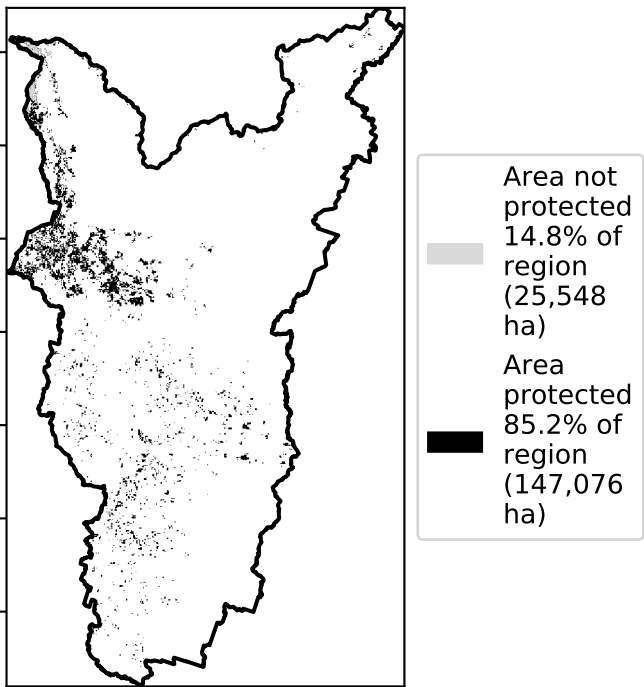 Area not
protected
14.8% of
region
(25,548
ha)
Area
protected
85.2% of
region
(147,076
ha)